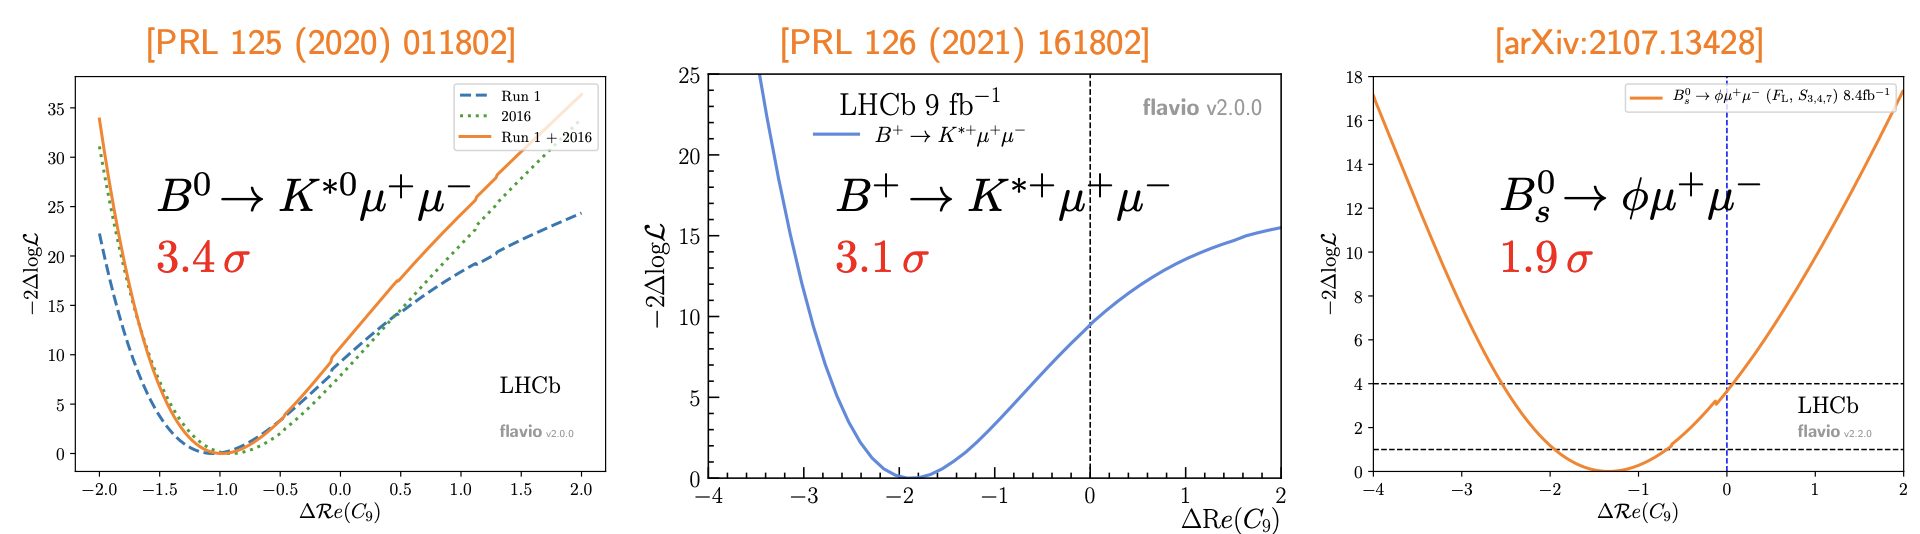 [PRL 125 (2020) 011802]
35
30
25
20
15
10
5
0
−2Δlogℒ
Run 1
2016
Run 1 + 2016
B⁰ → K*⁰μ⁺μ⁻
3.4 σ
LHCb
flavio v2.0.0
−2.0 −1.5 −1.0 −0.5 0.0 0.5 1.0 1.5 2.0
Δℛe(C₉)
[PRL 126 (2021) 161802]
25
20
15
10
5
0
−2Δlogℒ
LHCb 9 fb⁻¹
flavio v2.0.0
B⁺ → K*⁺μ⁺μ⁻
B⁺ → K*⁺μ⁺μ⁻
3.1 σ
−4 −3 −2 −1 0 1 2
ΔRe(C₉)
[arXiv:2107.13428]
18
16
14
12
10
8
6
4
2
0
−2Δlogℒ
B⁰ₛ → ϕμ⁺μ⁻ (F_L, S₃,₄,₇) 8.4fb⁻¹
B⁰ₛ → ϕμ⁺μ⁻
1.9 σ
LHCb
flavio v2.2.0
−4 −3 −2 −1 0 1 2
Δℛe(C₉)